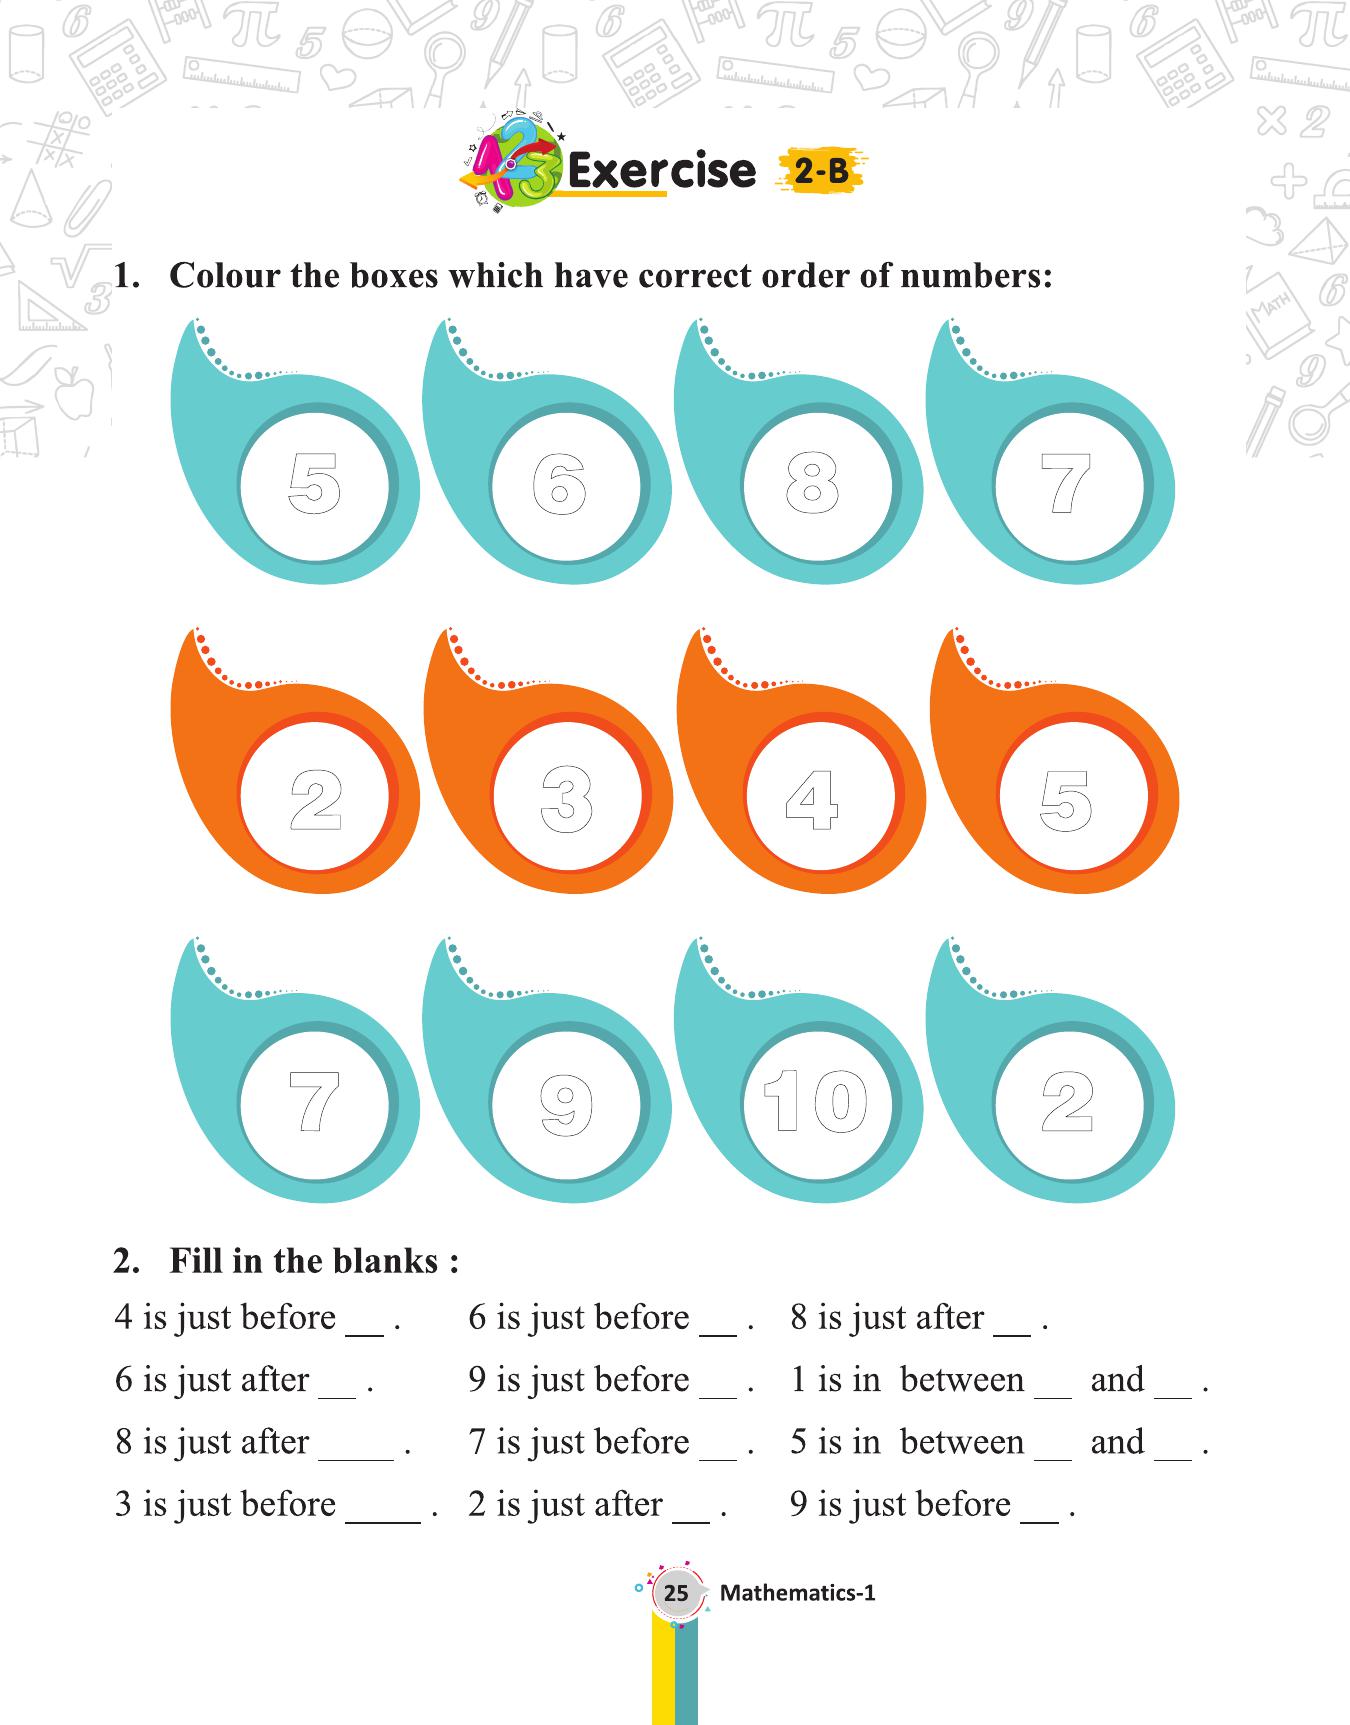 Exercise 2-B
1. Colour the boxes which have correct order of numbers:
5 6 8 7
2 3 4 5
7 9 10 2
2. Fill in the blanks :
4 is just before __ . 6 is just before __ . 8 is just after __ .
6 is just after __ . 9 is just before __ . 1 is in between __ and __ .
8 is just after ____ . 7 is just before __ . 5 is in between __ and __ .
3 is just before ____ . 2 is just after __ . 9 is just before __ .
25 Mathematics-1